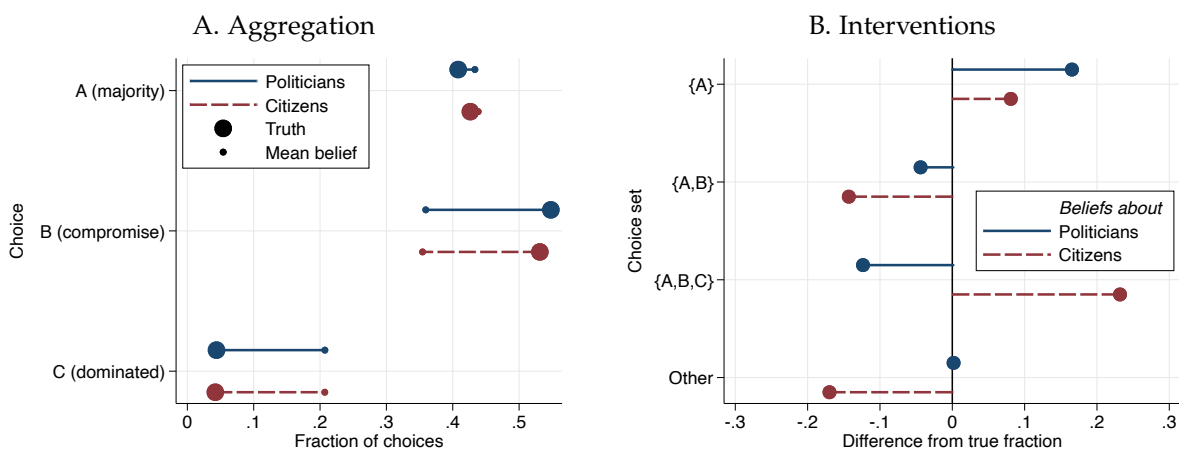 A. Aggregation
Politicians
Citizens
Truth
Mean belief
A (majority)
B (compromise)
C (dominated)
Choice
0 .1 .2 .3 .4 .5
Fraction of choices
B. Interventions
{A}
{A,B}
{A,B,C}
Other
Choice set
Beliefs about
Politicians
Citizens
-.3 -.2 -.1 0 .1 .2 .3
Difference from true fraction